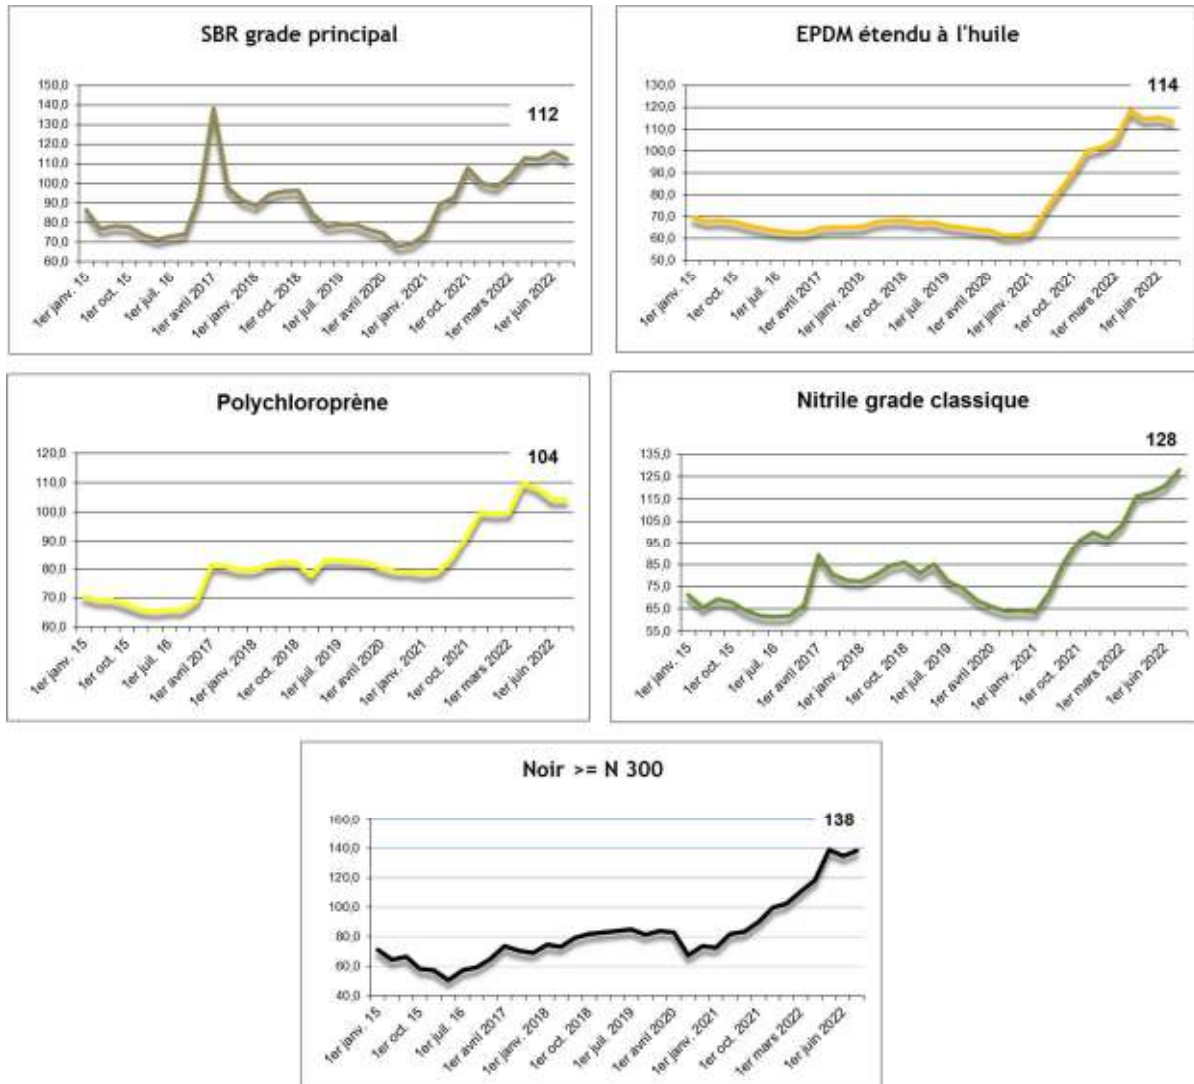 SBR grade principal
112
150,0
140,0
130,0
120,0
110,0
100,0
90,0
80,0
70,0
60,0
1er janv. 15
1er oct. 15
1er juil. 16
1er avril 2017
1er janv. 2018
1er oct. 2018
1er juil. 2019
1er avril 2020
1er janv. 2021
1er oct. 2021
1er mars 2022
1er juin 2022
EPDM étendu à l'huile
114
130,0
120,0
110,0
100,0
90,0
80,0
70,0
60,0
50,0
1er janv. 15
1er oct. 15
1er juil. 16
1er avril 2017
1er janv. 2018
1er oct. 2018
1er juil. 2019
1er avril 2020
1er janv. 2021
1er oct. 2021
1er mars 2022
1er juin 2022
Polychloroprène
104
120,0
110,0
100,0
90,0
80,0
70,0
60,0
1er janv. 15
1er oct. 15
1er juil. 16
1er avril 2017
1er janv. 2018
1er oct. 2018
1er juil. 2019
1er avril 2020
1er janv. 2021
1er oct. 2021
1er mars 2022
1er juin 2022
Nitrile grade classique
128
135,0
125,0
115,0
105,0
95,0
85,0
75,0
65,0
55,0
1er janv. 15
1er oct. 15
1er juil. 16
1er avril 2017
1er janv. 2018
1er oct. 2018
1er juil. 2019
1er avril 2020
1er janv. 2021
1er oct. 2021
1er mars 2022
1er juin 2022
Noir >= N 300
138
160,0
140,0
120,0
100,0
80,0
60,0
40,0
1er janv. 15
1er oct. 15
1er juil. 16
1er avril 2017
1er janv. 2018
1er oct. 2018
1er juil. 2019
1er avril 2020
1er janv. 2021
1er oct. 2021
1er mars 2022
1er juin 2022